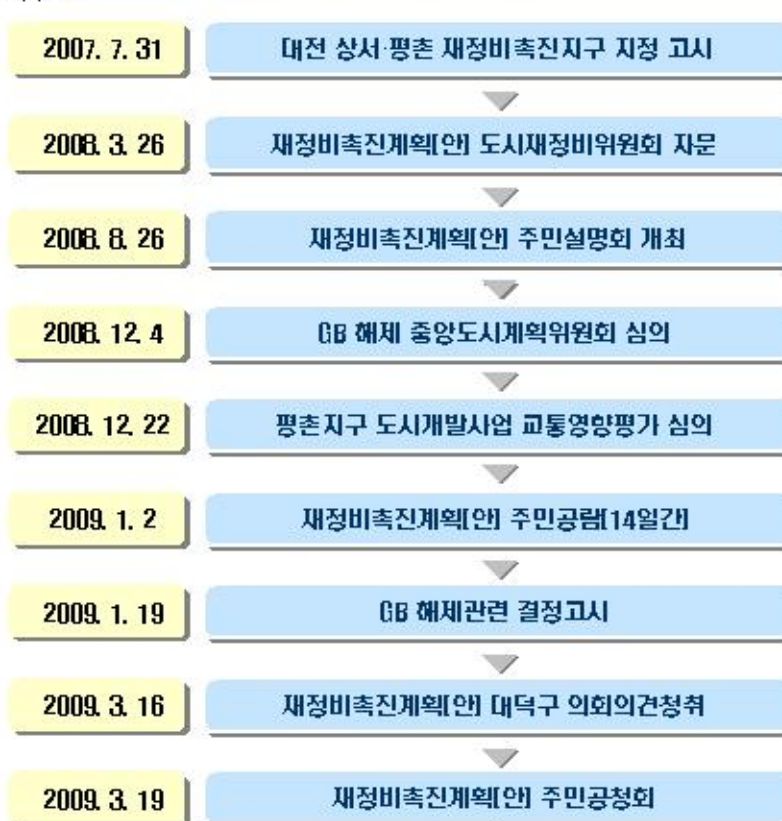 2007. 7. 31 대전 상서·평촌 재정비촉진지구 지정 고시
2008. 3. 26 재정비촉진계획[안] 도시재정비위원회 자문
2008. 8. 26 재정비촉진계획[안] 주민설명회 개최
2008. 12. 4 GB 해제 중앙도시계획위원회 심의
2008. 12. 22 평촌지구 도시개발사업 교통영향평가 심의
2009. 1. 2 재정비촉진계획[안] 주민공람[14일간]
2009. 1. 19 GB 해제관련 결정고시
2009. 3. 16 재정비촉진계획[안] 대덕구 의회의견청취
2009. 3. 19 재정비촉진계획[안] 주민공청회